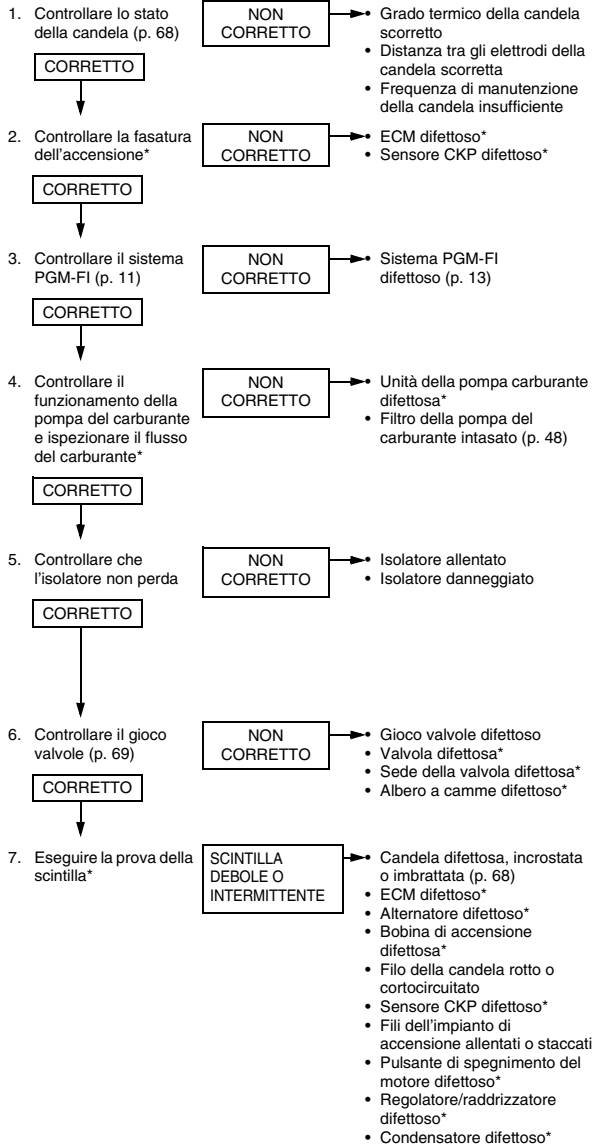 1. Controllare lo stato
della candela (p. 68)
CORRETTO
NON
CORRETTO
• Grado termico della candela
scorretto
• Distanza tra gli elettrodi della
candela scorretta
• Frequenza di manutenzione
della candela insufficiente
2. Controllare la fasatura
dell'accensione*
CORRETTO
NON
CORRETTO
• ECM difettoso*
• Sensore CKP difettoso*
3. Controllare il sistema
PGM-FI (p. 11)
CORRETTO
NON
CORRETTO
• Sistema PGM-FI
difettoso (p. 13)
4. Controllare il
funzionamento della
pompa del carburante
e ispezionare il flusso
del carburante*
CORRETTO
NON
CORRETTO
• Unità della pompa carburante
difettosa*
• Filtro della pompa del
carburante intasato (p. 48)
5. Controllare che
l'isolatore non perda
CORRETTO
NON
CORRETTO
• Isolatore allentato
• Isolatore danneggiato
6. Controllare il gioco
valvole (p. 69)
CORRETTO
NON
CORRETTO
• Gioco valvole difettoso
• Valvola difettosa*
• Sede della valvola difettosa*
• Albero a camme difettoso*
7. Eseguire la prova della
scintilla*
SCINTILLA
DEBOLE O
INTERMITTENTE
• Candela difettosa, incrostata
o imbrattata (p. 68)
• ECM difettoso*
• Alternatore difettoso*
• Bobina di accensione
difettosa*
• Filo della candela rotto o
cortocircuitato
• Sensore CKP difettoso*
• Fili dell'impianto di
accensione allentati o staccati
• Pulsante di spegnimento del
motore difettoso*
• Regolatore/raddrizzatore
difettoso*
• Condensatore difettoso*